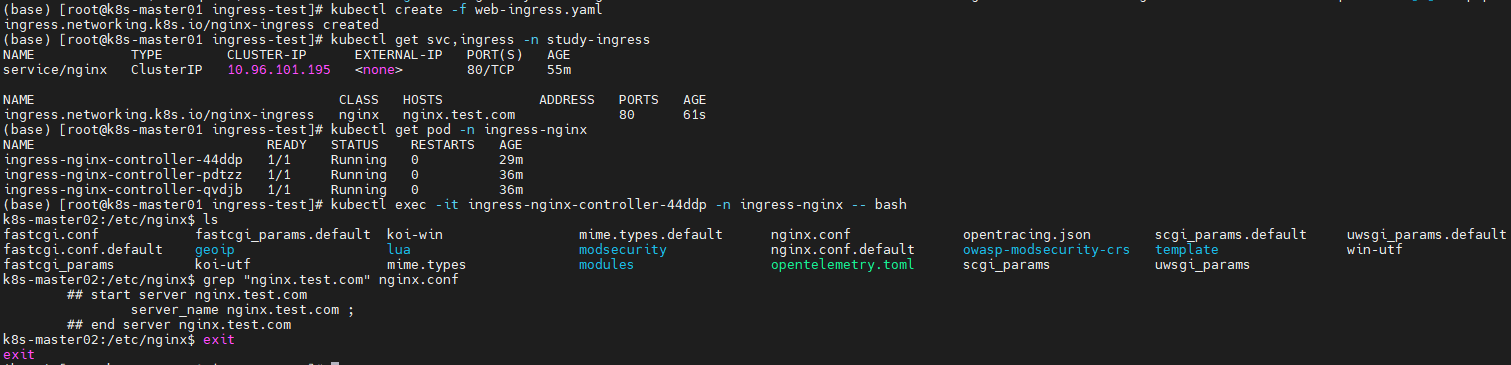 (base) [root@k8s-master01 ingress-test]# kubectl create -f web-ingress.yaml
ingress.networking.k8s.io/nginx-ingress created
(base) [root@k8s-master01 ingress-test]# kubectl get svc,ingress -n study-ingress
NAME TYPE CLUSTER-IP EXTERNAL-IP PORT(S) AGE
service/nginx ClusterIP 10.96.101.195 <none> 80/TCP 55m
NAME CLASS HOSTS ADDRESS PORTS AGE
ingress.networking.k8s.io/nginx-ingress nginx nginx.test.com 80 61s
(base) [root@k8s-master01 ingress-test]# kubectl get pod -n ingress-nginx
NAME READY STATUS RESTARTS AGE
ingress-nginx-controller-44ddp 1/1 Running 0 29m
ingress-nginx-controller-pdtzz 1/1 Running 0 36m
ingress-nginx-controller-qvdjb 1/1 Running 0 36m
(base) [root@k8s-master01 ingress-test]# kubectl exec -it ingress-nginx-controller-44ddp -n ingress-nginx -- bash
k8s-master02:/etc/nginx$ ls
fastcgi.conf fastcgi_params.default koi-win mime.types.default nginx.conf opentracing.json scgi_params.default uwsgi_params.default
fastcgi.conf.default geoip lua modsecurity nginx.conf.default owasp-modsecurity-crs template win-utf
fastcgi_params koi-utf mime.types modules opentelemetry.toml scgi_params uwsgi_params
k8s-master02:/etc/nginx$ grep "nginx.test.com" nginx.conf
## start server nginx.test.com
server_name nginx.test.com ;
## end server nginx.test.com
k8s-master02:/etc/nginx$ exit
exit